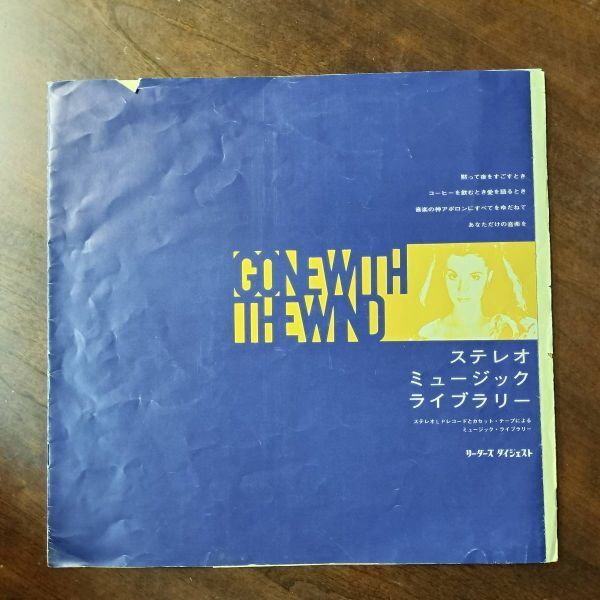 黙って夜をすごすとき
コーヒーを飲むとき愛を語るとき
音楽の神アポロンにすべてをゆだねて
あなただけの音楽を
GONE WITH
THE WIND
ステレオ
ミュージック
ライブラリー
ステレオLPレコードとカセット・テープによる
ミュージック・ライブラリー
リーダーズ ダイジェスト